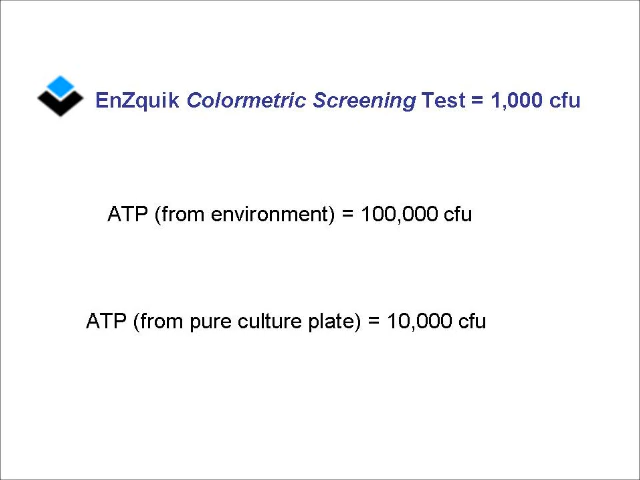 EnZquik Colormetric Screening Test = 1,000 cfu
ATP (from environment) = 100,000 cfu
ATP (from pure culture plate) = 10,000 cfu